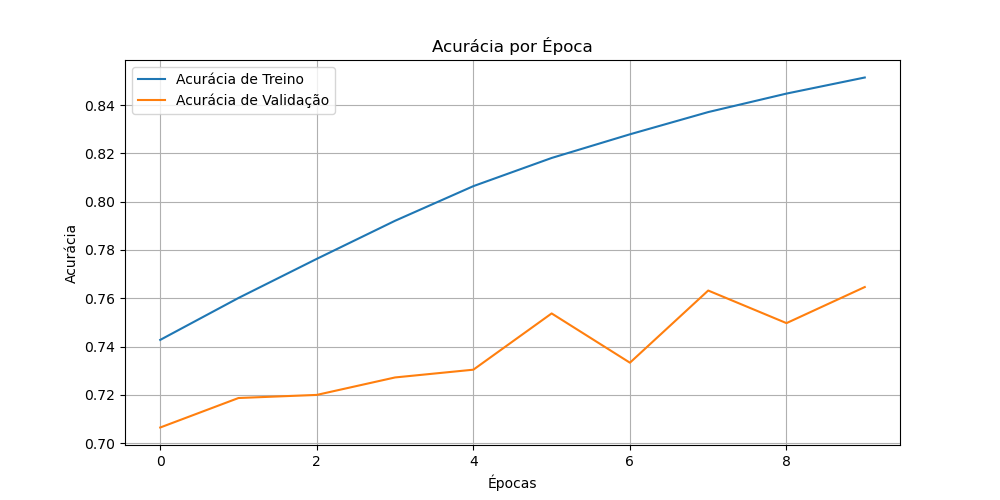 Acurácia por Época
Acurácia de Treino
Acurácia de Validação
Acurácia
0.84
0.82
0.80
0.78
0.76
0.74
0.72
0.70
0 2 4 6 8
Épocas